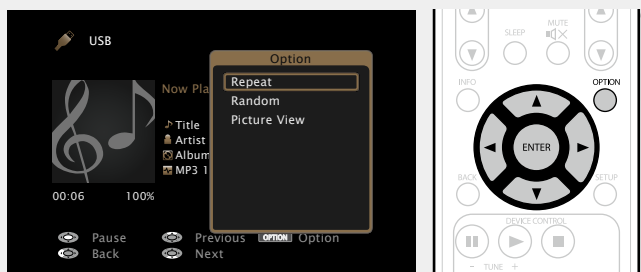 USB
Option
Now Pla
Repeat
Random
Picture View
Title
Artist
Album
MP3 1
00:06 100%
Pause Previous OPTION Option
Back Next
SLEEP MUTE
INFO OPTION
ENTER
BACK SETUP
DEVICE CONTROL
- TUNE +